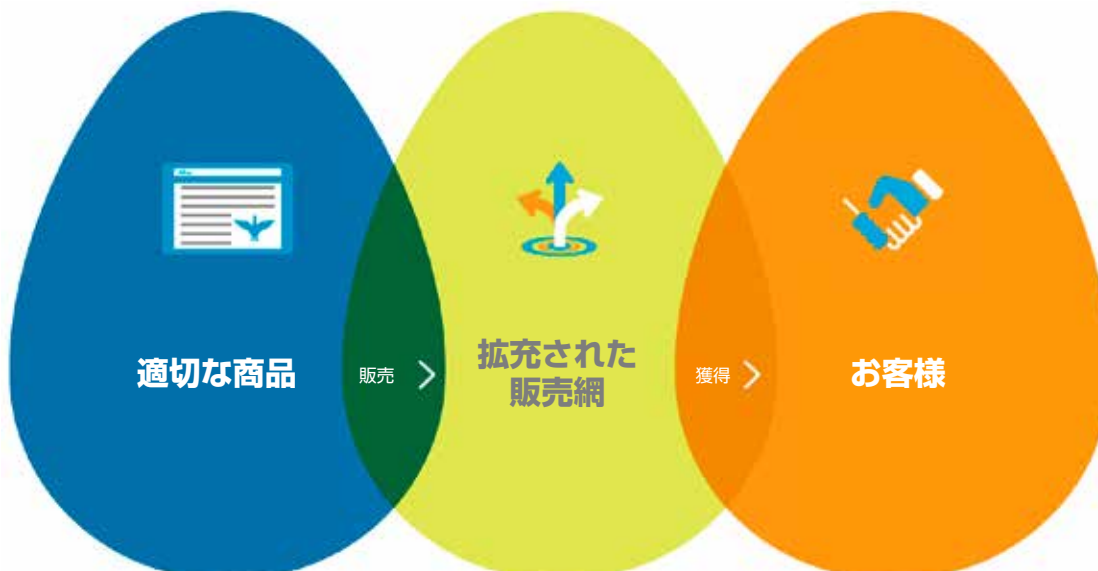 適切な商品
販売
拡充された
販売網
獲得
お客様